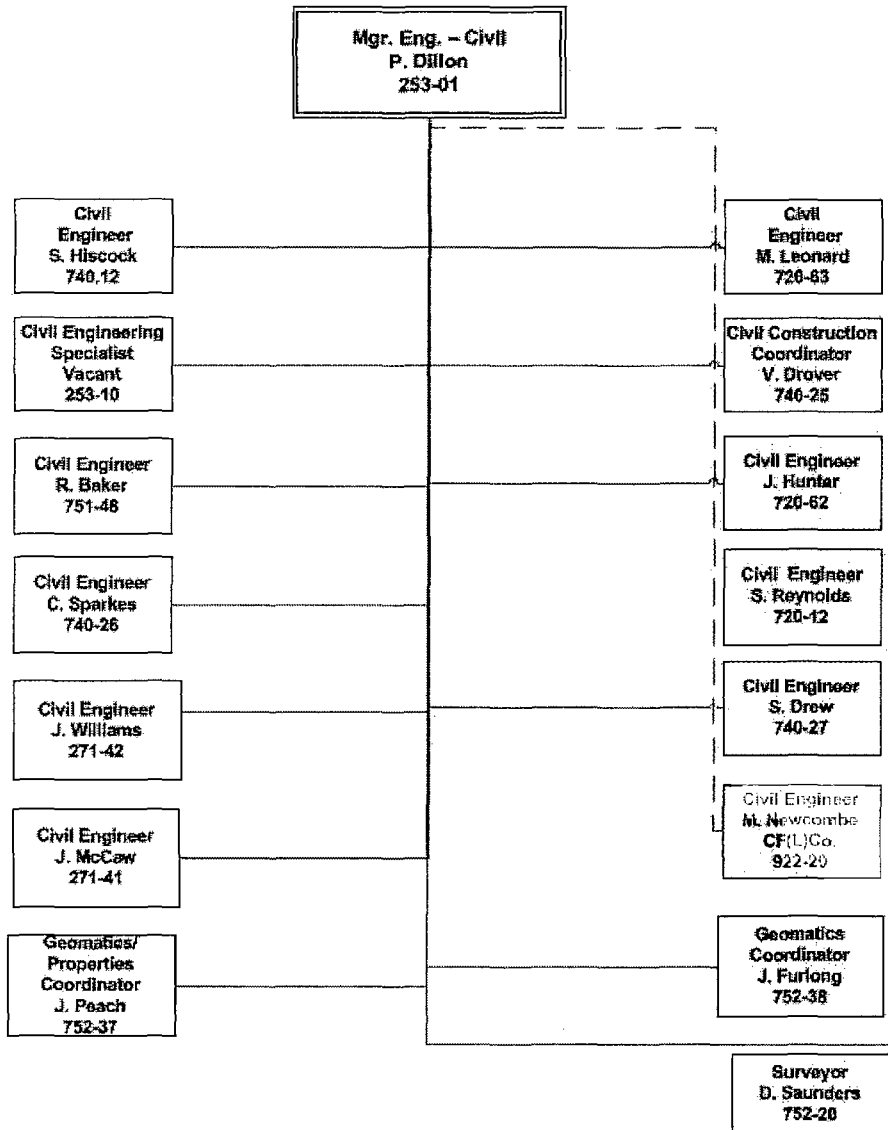 Mgr. Eng. – Civil
P. Dillon
253-01
Civil
Engineer
S. Hiscock
740.12
Civil
Engineer
M. Leonard
720-63
Civil Engineering
Specialist
Vacant
253-10
Civil Construction
Coordinator
V. Drover
740-25
Civil Engineer
R. Baker
751-48
Civil Engineer
J. Hunter
720-62
Civil Engineer
C. Sparkes
740-26
Civil Engineer
S. Reynolds
720-12
Civil Engineer
J. Williams
271-42
Civil Engineer
S. Drew
740-27
Civil Engineer
J. McCaw
271-41
Civil Engineer
M. Newcombe
CF(L)Co.
922-20
Geomatics/
Properties
Coordinator
J. Peach
752-37
Geomatics
Coordinator
J. Furlong
752-38
Surveyor
D. Saunders
752-20